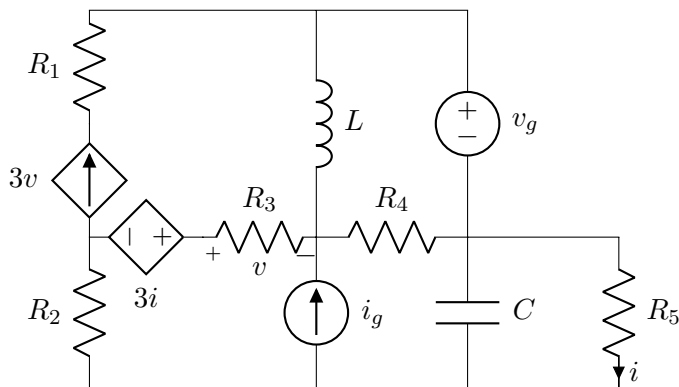 R1
L
+
−
vg
3v
R3
R4
−
+
+
v
−
3i
R2
ig
C
R5
i